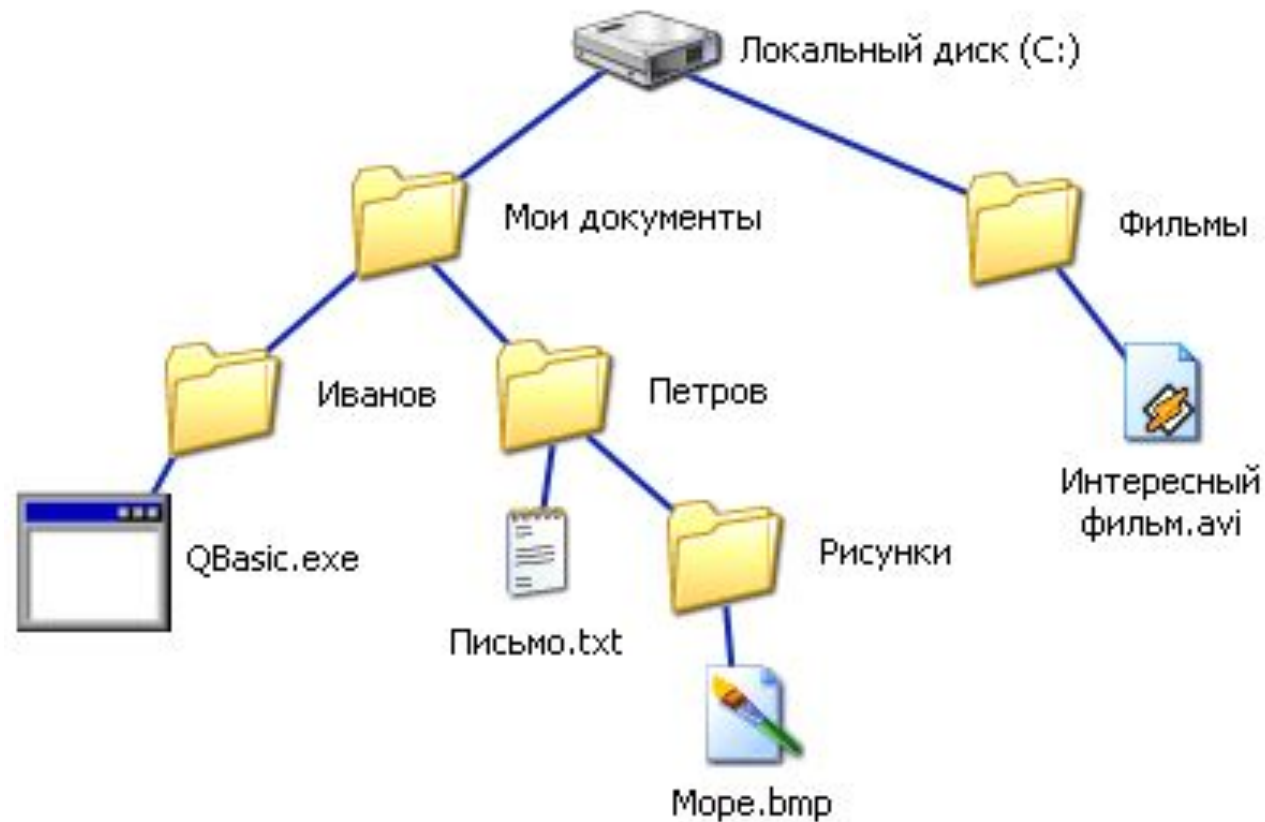 Локальный диск (C:)
Мои документы
Фильмы
Иванов
Петров
Интересный
фильм.avi
QBasic.exe
Рисунки
Письмо.txt
Море.bmp